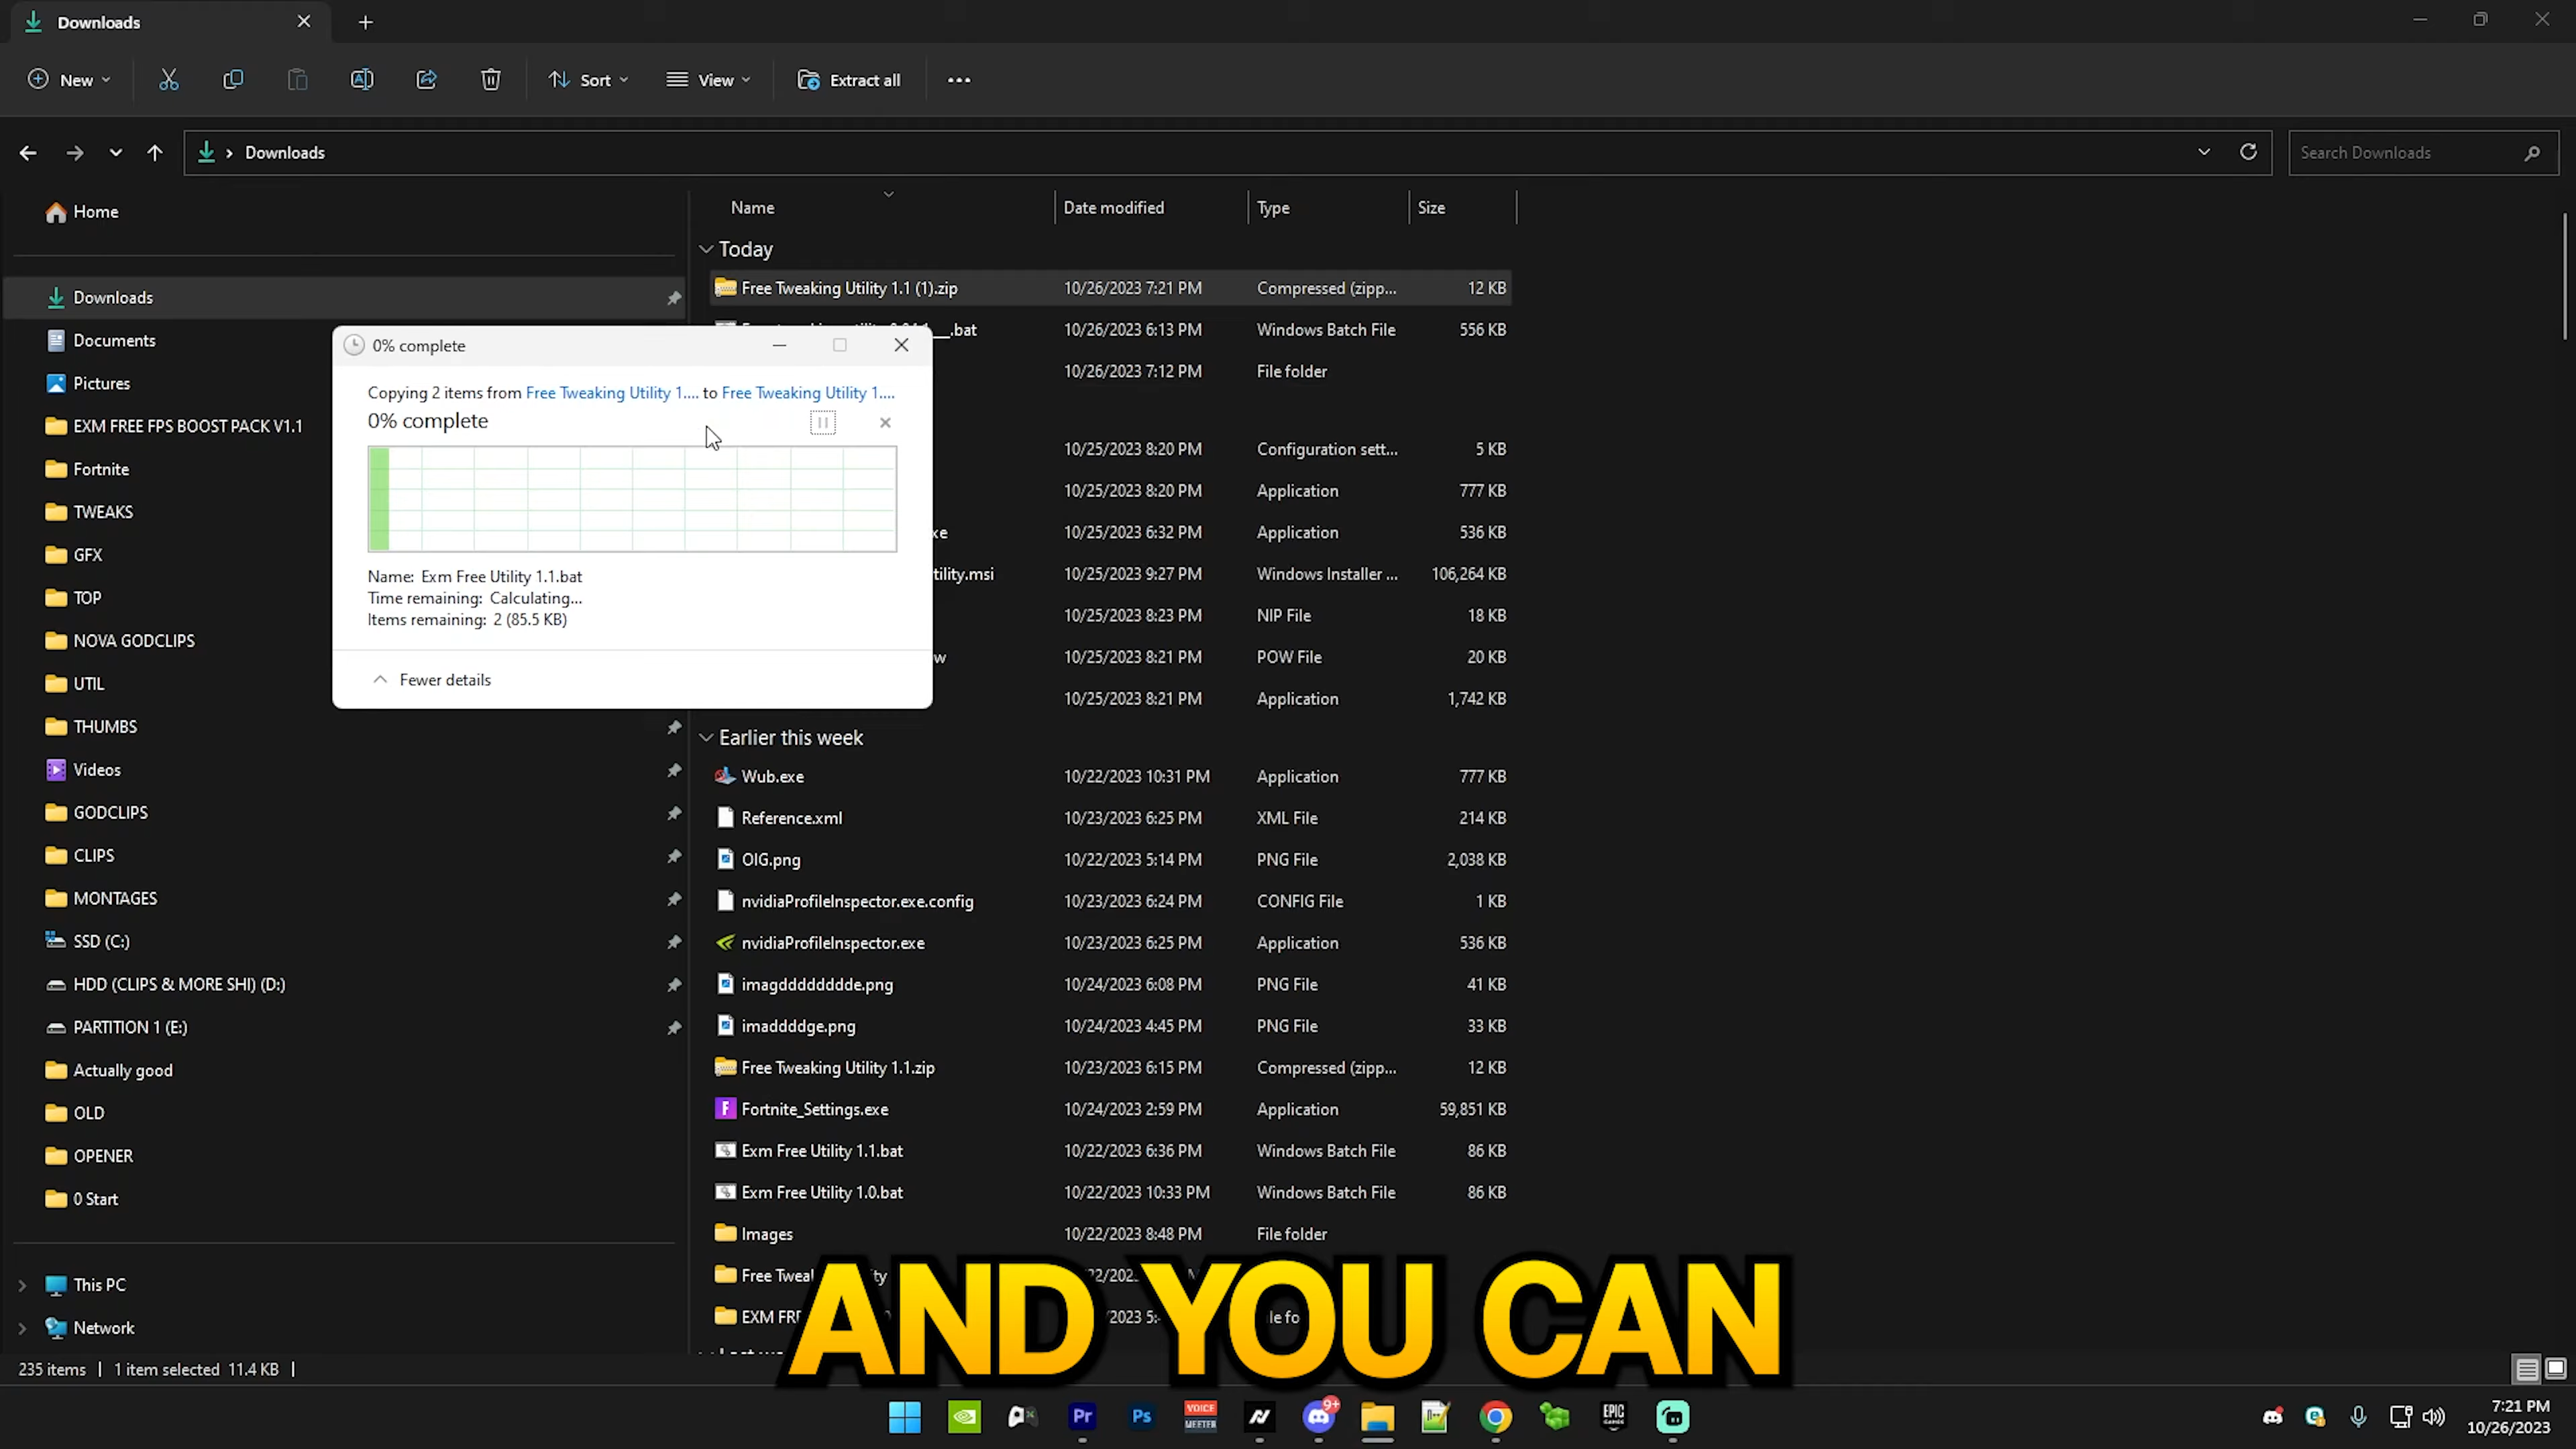 Downloads
New
Sort
View
Extract all
Downloads
Search Downloads
Home
Downloads
Documents
Pictures
EXM FREE FPS BOOST PACK V1.1
Fortnite
TWEAKS
GFX
TOP
NOVA GODCLIPS
UTIL
THUMBS
Videos
GODCLIPS
CLIPS
MONTAGES
SSD (C:)
HDD (CLIPS & MORE SHI) (D:)
PARTITION 1 (E:)
Actually good
OLD
OPENER
0 Start
This PC
Network
Name Date modified Type Size
Today
Free Tweaking Utility 1.1 (1).zip 10/26/2023 7:21 PM Compressed (zipp... 12 KB
.bat 10/26/2023 6:13 PM Windows Batch File 556 KB
10/26/2023 7:12 PM File folder
10/25/2023 8:20 PM Configuration sett... 5 KB
10/25/2023 8:20 PM Application 777 KB
xe 10/25/2023 6:32 PM Application 536 KB
tility.msi 10/25/2023 9:27 PM Windows Installer ... 106,264 KB
10/25/2023 8:23 PM NIP File 18 KB
w 10/25/2023 8:21 PM POW File 20 KB
10/25/2023 8:21 PM Application 1,742 KB
Earlier this week
Wub.exe 10/22/2023 10:31 PM Application 777 KB
Reference.xml 10/23/2023 6:25 PM XML File 214 KB
OIG.png 10/22/2023 5:14 PM PNG File 2,038 KB
nvidiaProfileInspector.exe.config 10/23/2023 6:24 PM CONFIG File 1 KB
nvidiaProfileInspector.exe 10/23/2023 6:25 PM Application 536 KB
imagddddddde.png 10/24/2023 6:08 PM PNG File 41 KB
imaddddge.png 10/24/2023 4:45 PM PNG File 33 KB
Free Tweaking Utility 1.1.zip 10/23/2023 6:15 PM Compressed (zipp... 12 KB
Fortnite_Settings.exe 10/24/2023 2:59 PM Application 59,851 KB
Exm Free Utility 1.1.bat 10/22/2023 6:36 PM Windows Batch File 86 KB
Exm Free Utility 1.0.bat 10/22/2023 10:33 PM Windows Batch File 86 KB
Images 10/22/2023 8:48 PM File folder
Free
EXM
0% complete
Copying 2 items from Free Tweaking Utility 1.... to Free Tweaking Utility 1....
0% complete
Name: Exm Free Utility 1.1.bat
Time remaining: Calculating...
Items remaining: 2 (85.5 KB)
Fewer details
AND YOU CAN
235 items 1 item selected 11.4 KB
Pr
Ps
VOICE
MEETER
9+
EPIC
7:21 PM
10/26/2023